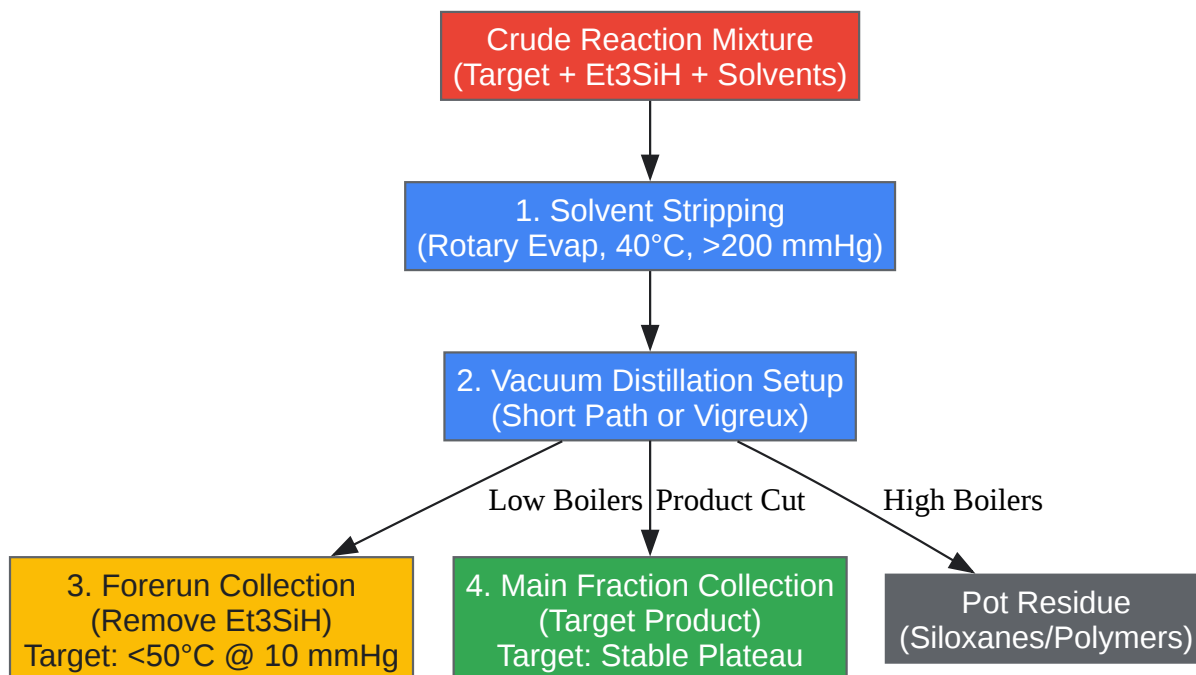 Crude Reaction Mixture
(Target + Et3SiH + Solvents)
1. Solvent Stripping
(Rotary Evap, 40°C, >200 mmHg)
2. Vacuum Distillation Setup
(Short Path or Vigreux)
Low Boilers
Product Cut
High Boilers
3. Forerun Collection
(Remove Et3SiH)
Target: <50°C @ 10 mmHg
4. Main Fraction Collection
(Target Product)
Target: Stable Plateau
Pot Residue
(Siloxanes/Polymers)